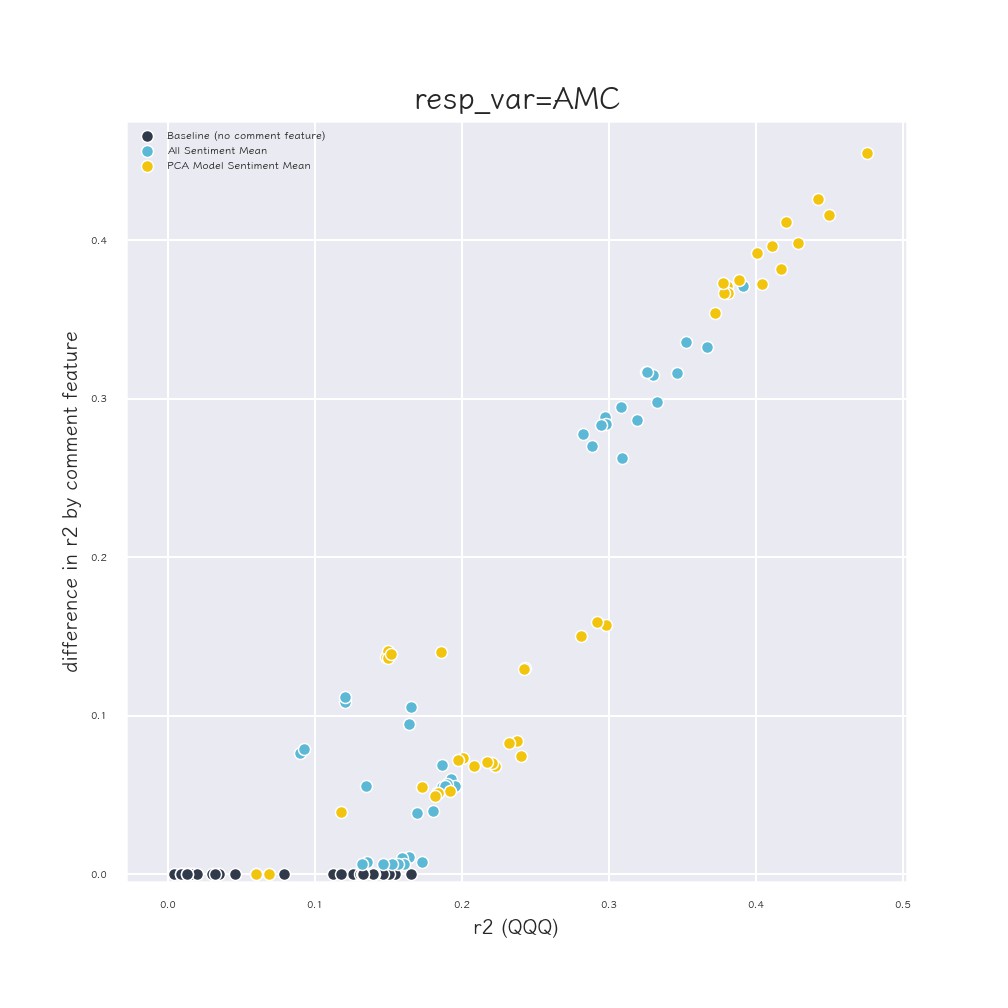 resp_var=AMC
Baseline (no comment feature)
All Sentiment Mean
PCA Model Sentiment Mean
difference in r2 by comment feature
0.4
0.3
0.2
0.1
0.0
0.0 0.1 0.2 0.3 0.4 0.5
r2 (QQQ)